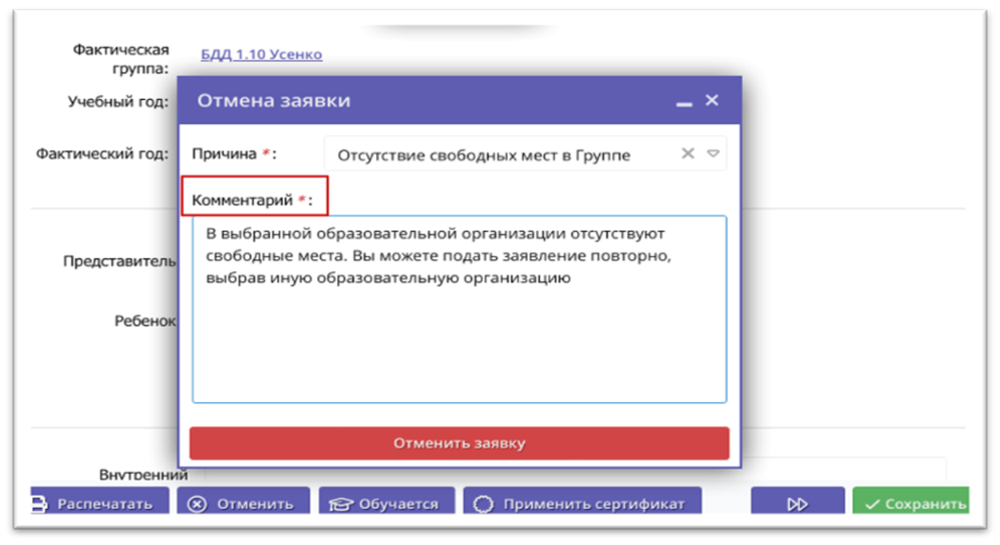 Фактическая
группа:
БДД 1.10 Усенко
Учебный год:
Отмена заявки
Фактический год:
Причина *:
Отсутствие свободных мест в Группе
Комментарий *:
В выбранной образовательной организации отсутствуют
свободные места. Вы можете подать заявление повторно,
выбрав иную образовательную организацию
Представитель
Ребенок
Отменить заявку
Внутренний
Распечатать
Отменить
Обучается
Применить сертификат
Сохранить